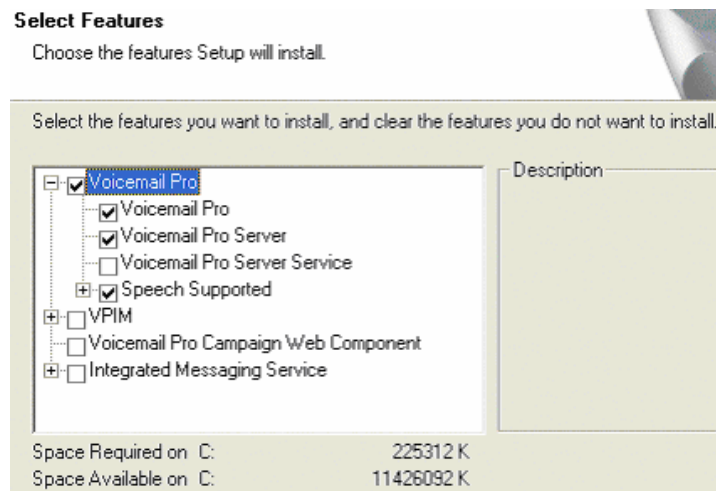 Select Features
Choose the features Setup will install.
Select the features you want to install, and clear the features you do not want to install.
Description
Voicemail Pro
Voicemail Pro
Voicemail Pro Server
Voicemail Pro Server Service
Speech Supported
VPIM
Voicemail Pro Campaign Web Component
Integrated Messaging Service
Space Required on C: 225312 K
Space Available on C: 11426092 K